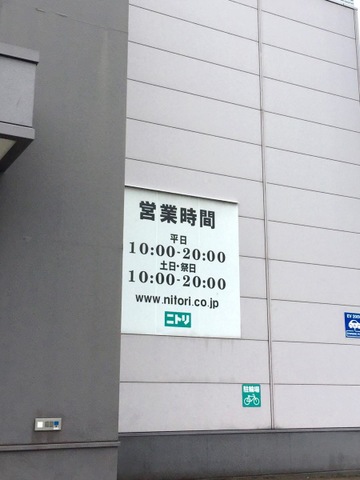 営業時間
平日
10:00-20:00
土日・祭日
10:00-20:00
www.nitori.co.jp
ニトリ
駐輪場